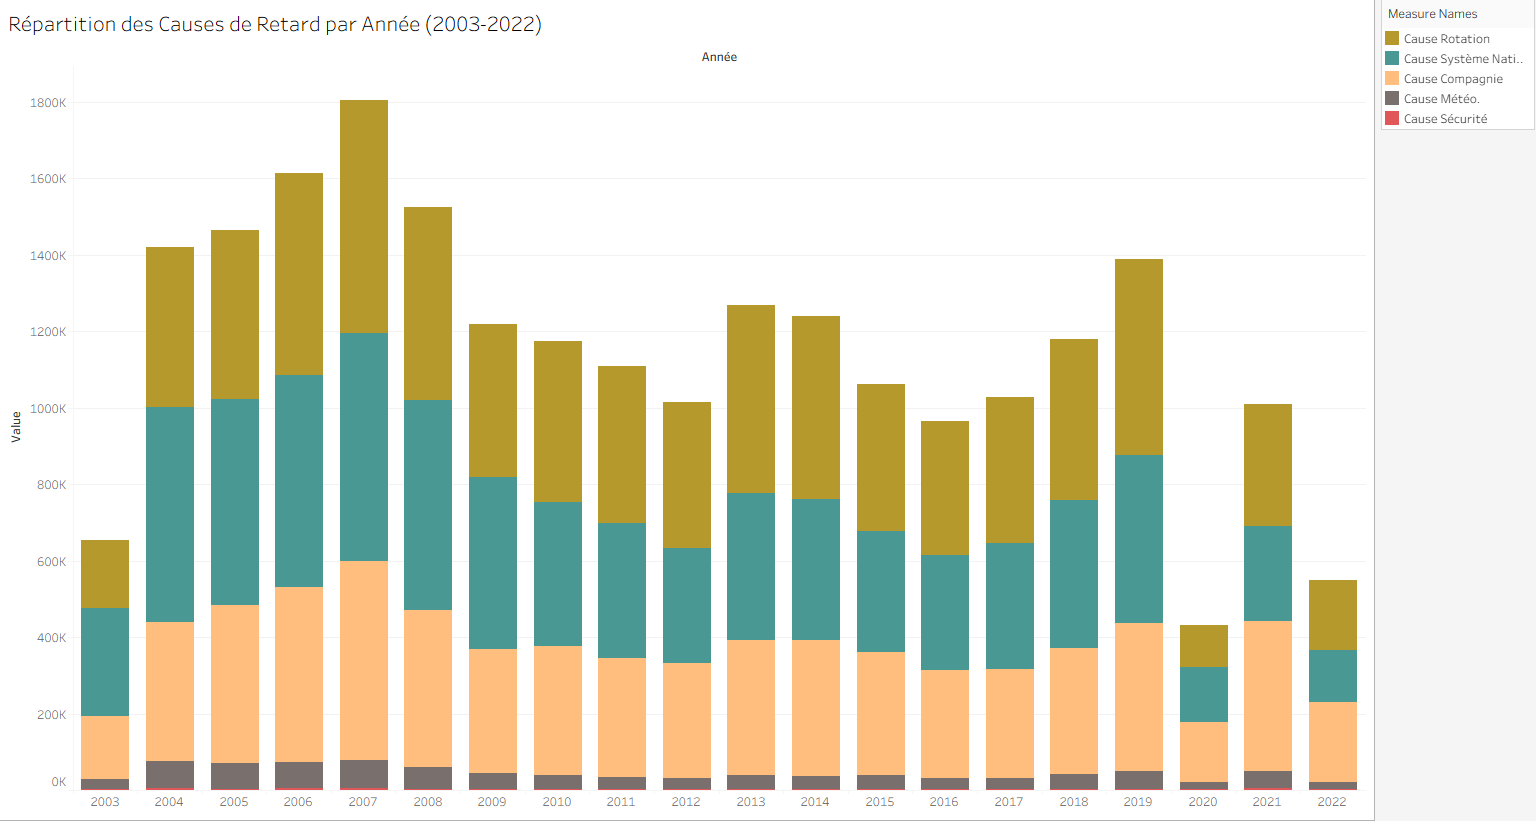 Répartition des Causes de Retard par Année (2003-2022)
Année
Value
1800K
1600K
1400K
1200K
1000K
800K
600K
400K
200K
0K
2003 2004 2005 2006 2007 2008 2009 2010 2011 2012 2013 2014 2015 2016 2017 2018 2019 2020 2021 2022
Measure Names
Cause Rotation
Cause Système Nati..
Cause Compagnie
Cause Météo.
Cause Sécurité